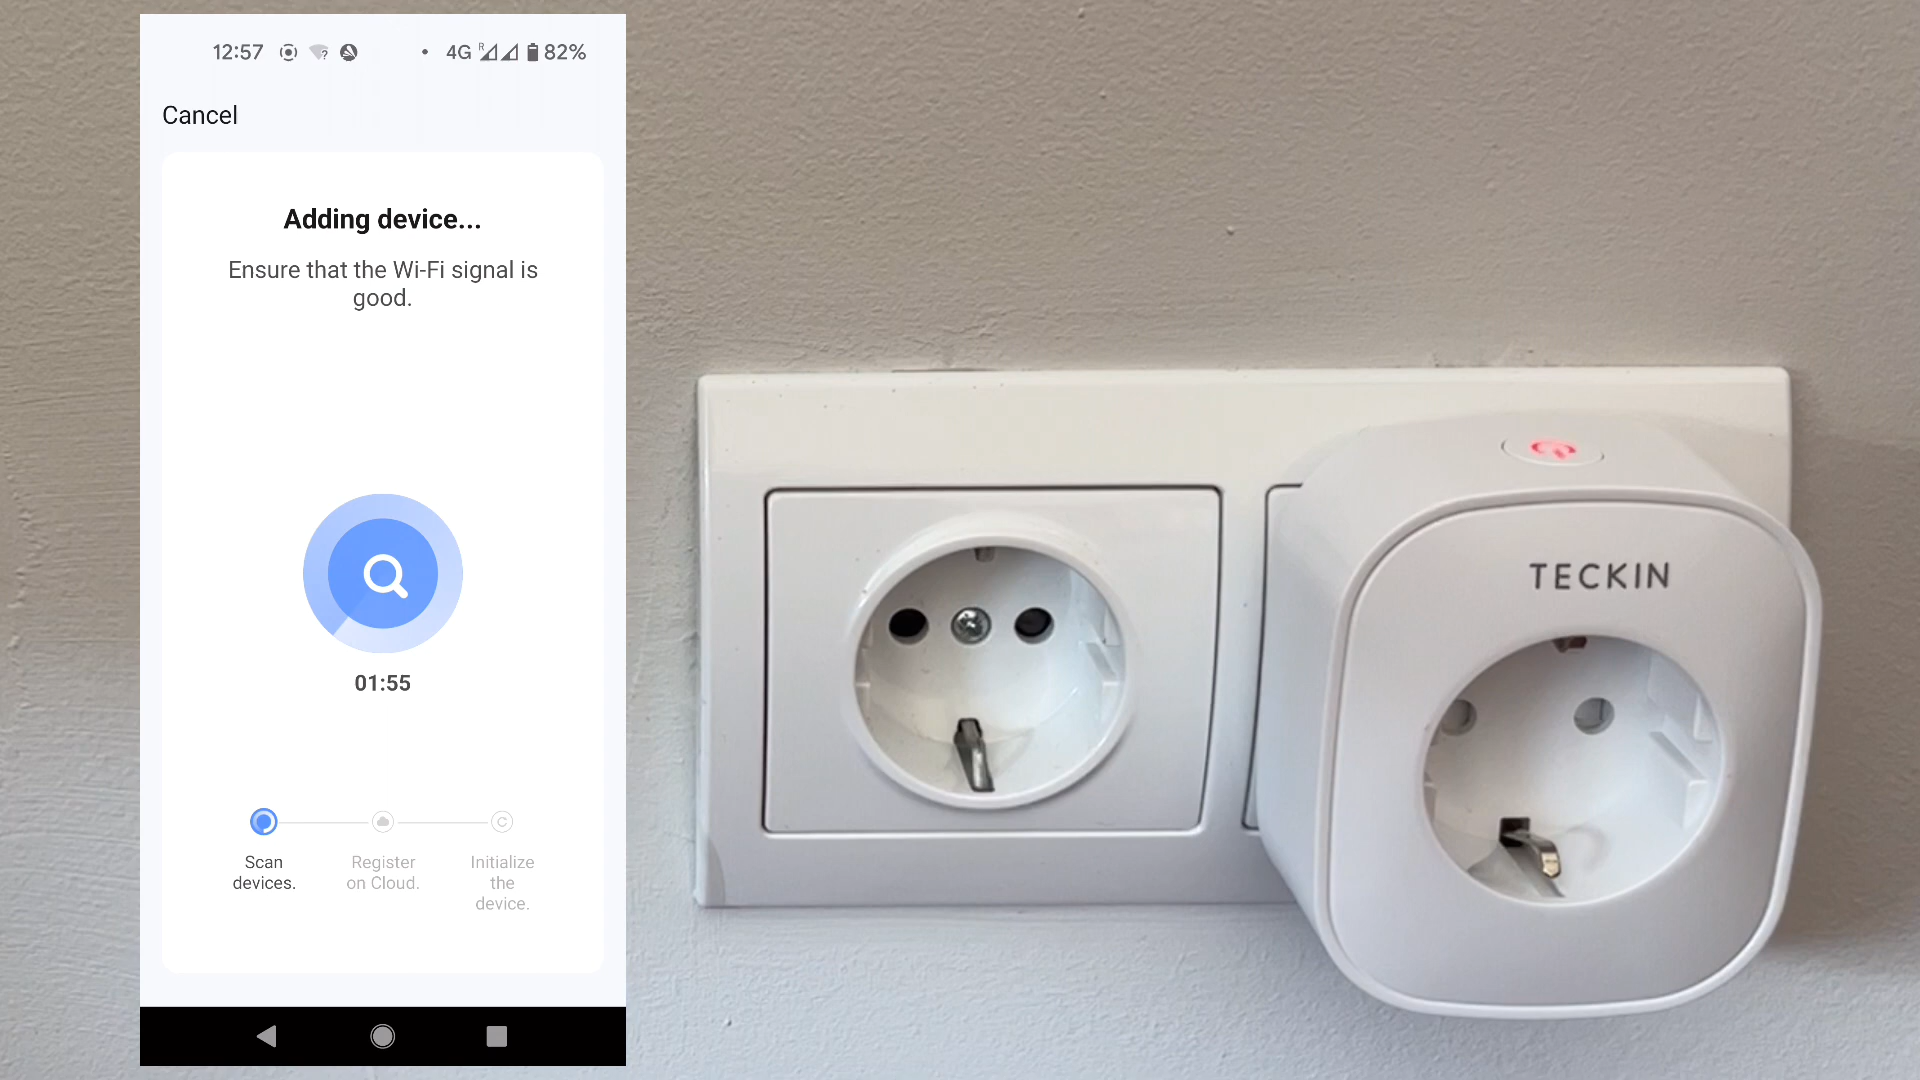 12:57 4G R 82%
Cancel
Adding device...
Ensure that the Wi-Fi signal is
good.
01:55
Scan
devices.
Register
on Cloud.
Initialize
the
device.
TECKIN